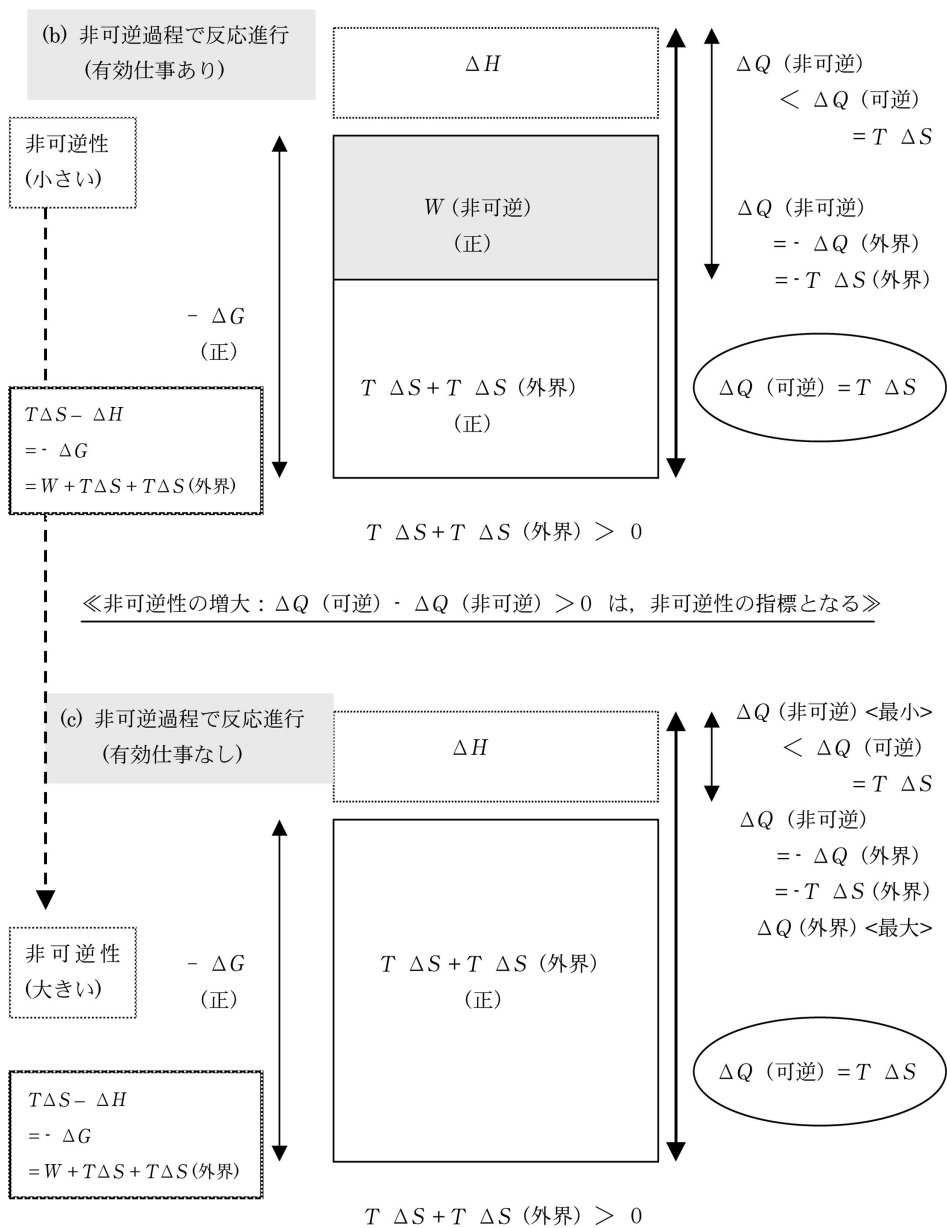 (b) 非可逆過程で反応進行
(有効仕事あり)
非可逆性
(小さい)
ΔH
W (非可逆)
(正)
- ΔG
(正)
T ΔS + T ΔS (外界)
(正)
ΔQ (非可逆)
< ΔQ (可逆)
= T ΔS
ΔQ (非可逆)
= - ΔQ (外界)
= - T ΔS (外界)
ΔQ (可逆) = T ΔS
TΔS – ΔH
= - ΔG
= W + TΔS + TΔS (外界)
T ΔS + T ΔS (外界) > 0
≪非可逆性の増大：ΔQ (可逆) - ΔQ (非可逆) > 0 は，非可逆性の指標となる≫
(c) 非可逆過程で反応進行
(有効仕事なし)
ΔH
ΔQ (非可逆) <最小>
< ΔQ (可逆)
= T ΔS
ΔQ (非可逆)
= - ΔQ (外界)
= - T ΔS (外界)
ΔQ (外界) <最大>
非可逆性
(大きい)
- ΔG
(正)
T ΔS + T ΔS (外界)
(正)
ΔQ (可逆) = T ΔS
TΔS – ΔH
= - ΔG
= W + TΔS + TΔS (外界)
T ΔS + T ΔS (外界) > 0